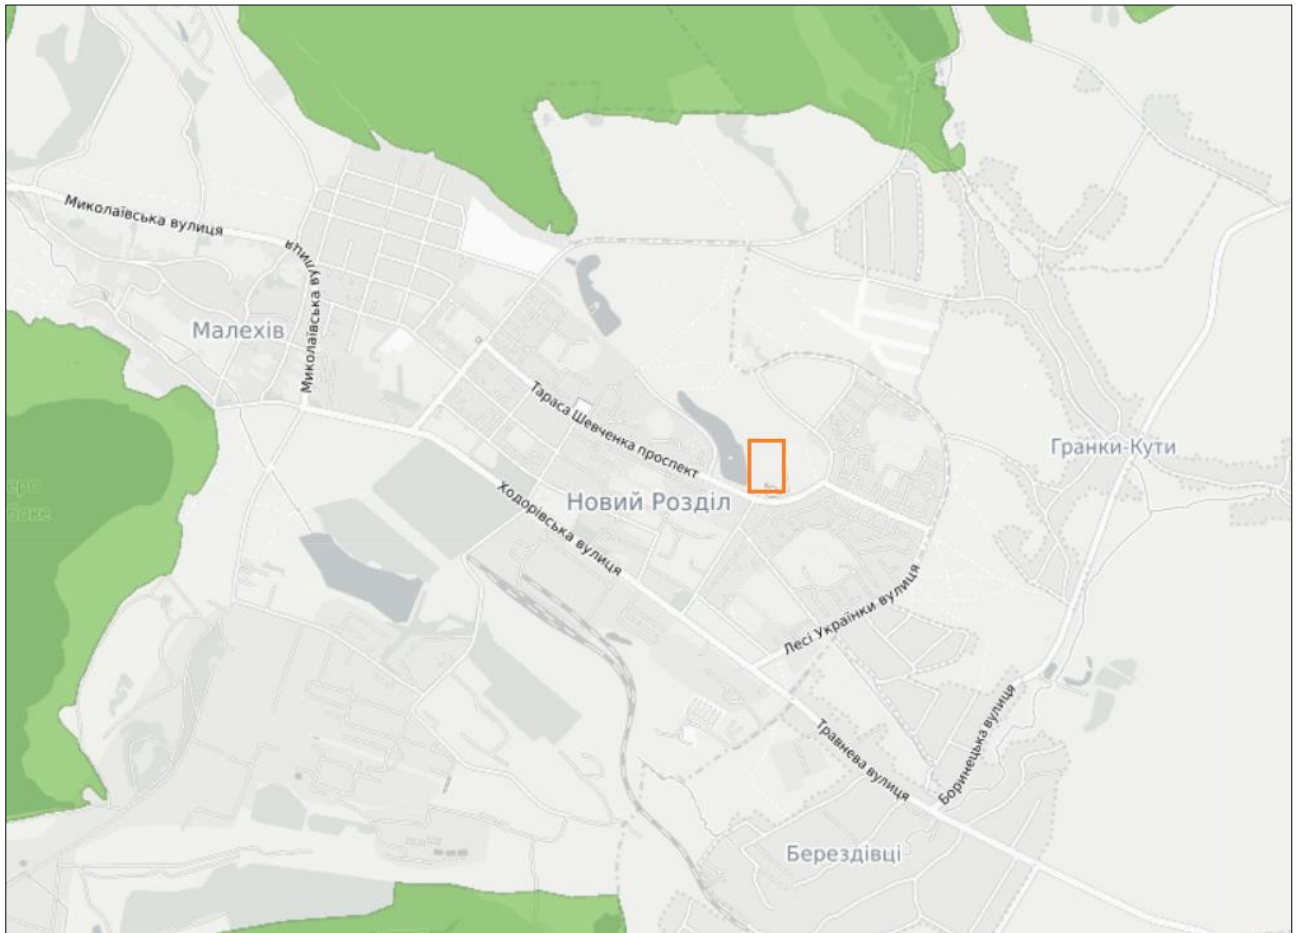 Миколаївська вулиця
Миколаївська вулиця
Малехів
Тараса Шевченка проспект
Гранки-Кути
Новий Розділ
Ходорівська вулиця
Лесі Українки вулиця
Травнева вулиця
Боринецька вулиця
Берездівці